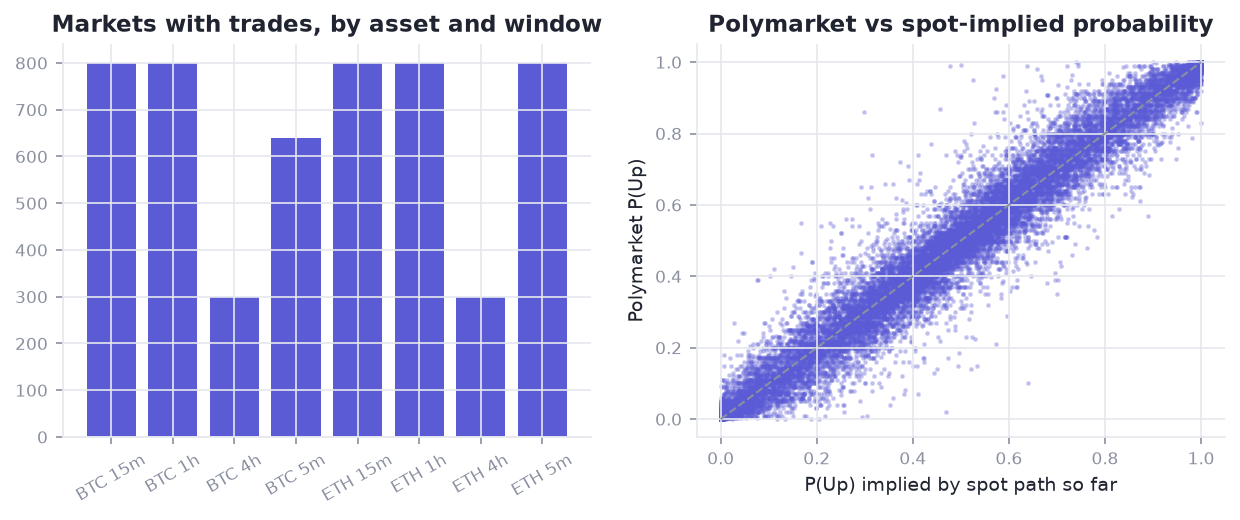 Markets with trades, by asset and window
800
700
600
500
400
300
200
100
0
BTC 15m
BTC 1h
BTC 4h
BTC 5m
ETH 15m
ETH 1h
ETH 4h
ETH 5m
Polymarket vs spot-implied probability
Polymarket P(Up)
1.0
0.8
0.6
0.4
0.2
0.0
0.0 0.2 0.4 0.6 0.8 1.0
P(Up) implied by spot path so far